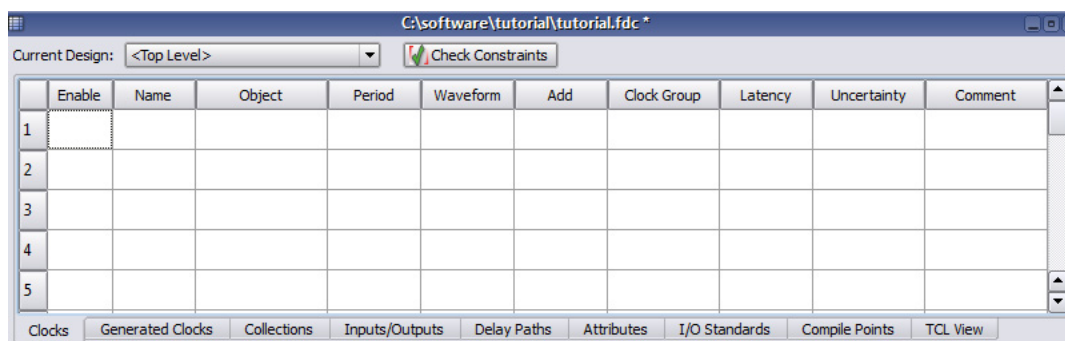 C:\software\tutorial\tutorial.fdc *
Current Design: <Top Level> Check Constraints
Enable Name Object Period Waveform Add Clock Group Latency Uncertainty Comment
1
2
3
4
5
Clocks Generated Clocks Collections Inputs/Outputs Delay Paths Attributes I/O Standards Compile Points TCL View